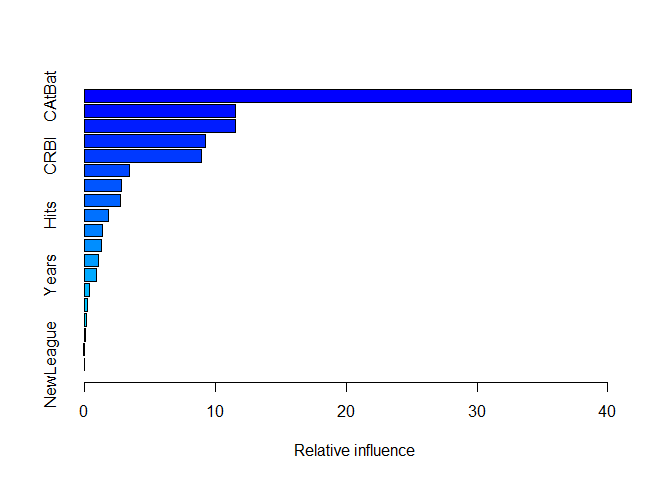 CAtBat
CRBI
Hits
Years
NewLeague
0 10 20 30 40
Relative influence